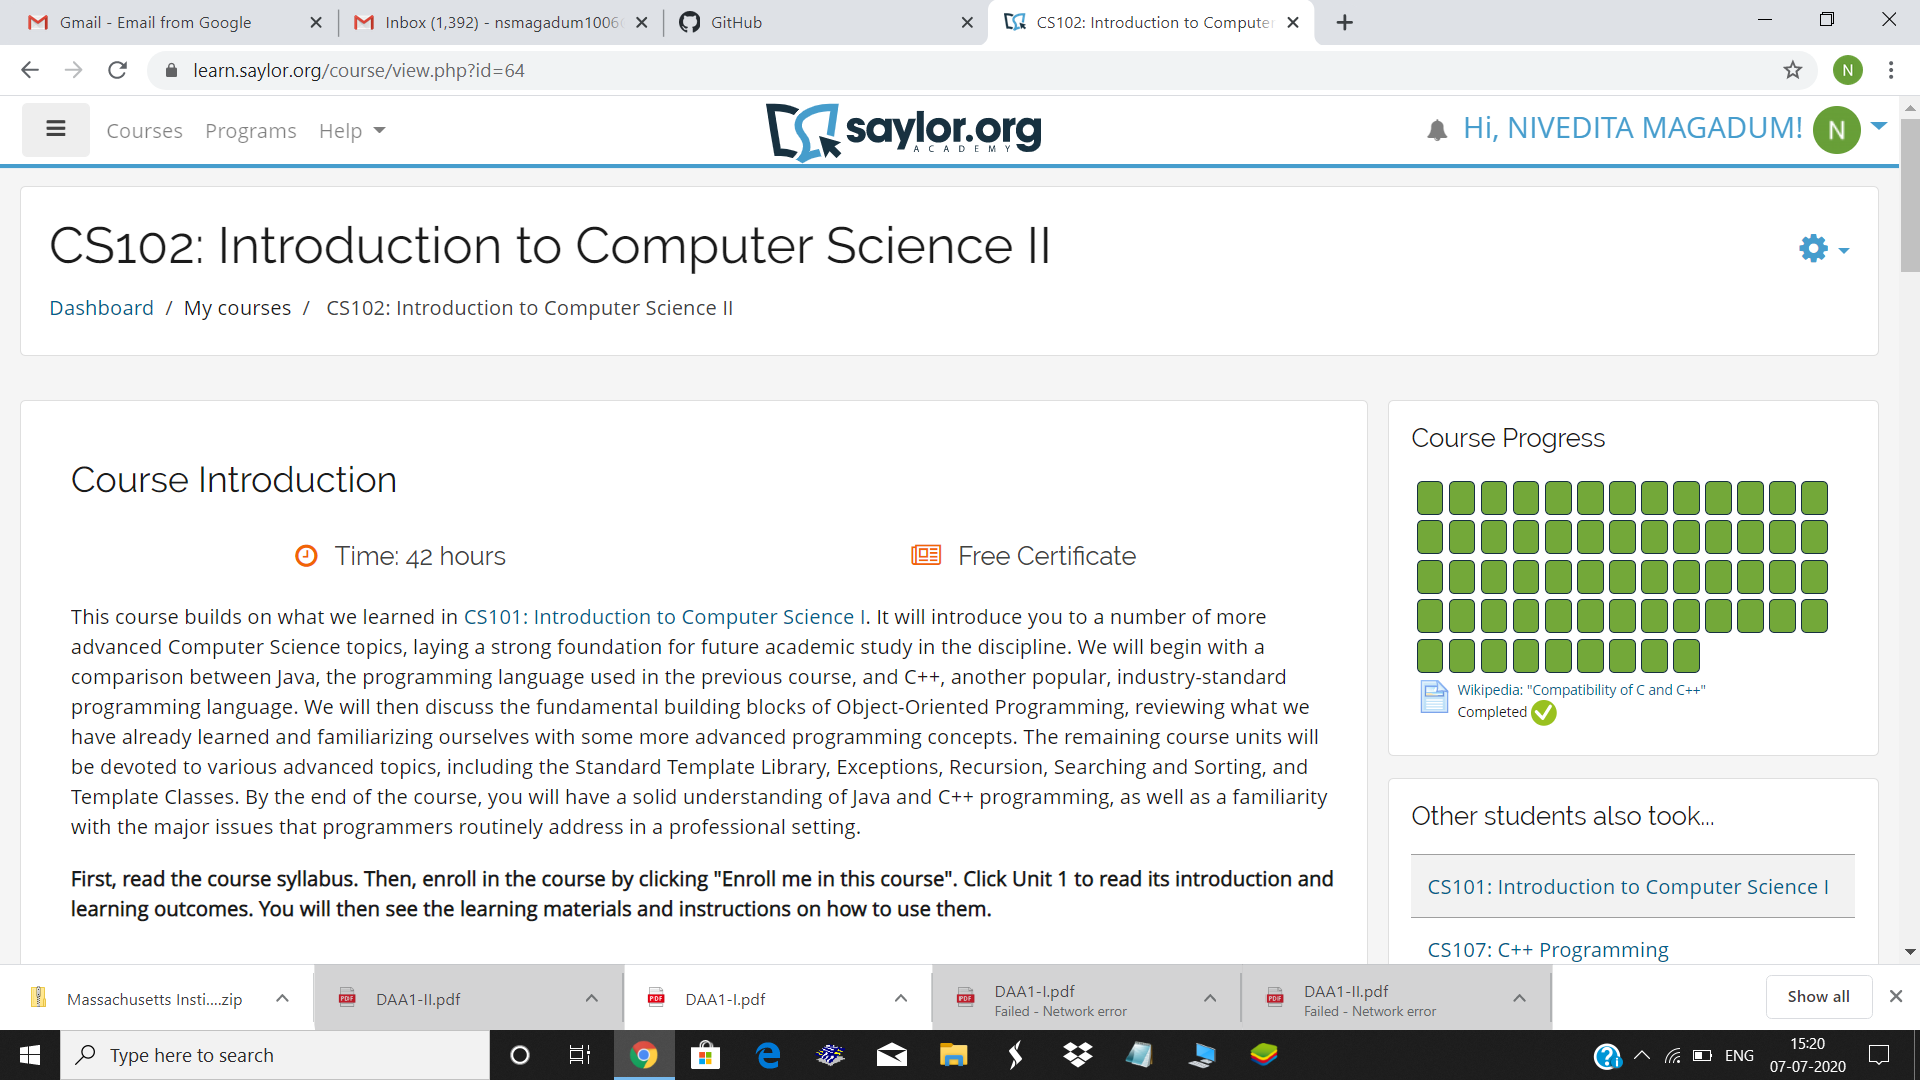 Gmail - Email from Google
Inbox (1,392) - nsmagadum1006
GitHub
CS102: Introduction to Computer
learn.saylor.org/course/view.php?id=64
N
Courses
Programs
Help
saylor.org
ACADEMY
Hi, NIVEDITA MAGADUM!
N
CS102: Introduction to Computer Science II
Dashboard / My courses / CS102: Introduction to Computer Science II
Course Introduction
Time: 42 hours
Free Certificate
This course builds on what we learned in CS101: Introduction to Computer Science I. It will introduce you to a number of more
advanced Computer Science topics, laying a strong foundation for future academic study in the discipline. We will begin with a
comparison between Java, the programming language used in the previous course, and C++, another popular, industry-standard
programming language. We will then discuss the fundamental building blocks of Object-Oriented Programming, reviewing what we
have already learned and familiarizing ourselves with some more advanced programming concepts. The remaining course units will
be devoted to various advanced topics, including the Standard Template Library, Exceptions, Recursion, Searching and Sorting, and
Template Classes. By the end of the course, you will have a solid understanding of Java and C++ programming, as well as a familiarity
with the major issues that programmers routinely address in a professional setting.
First, read the course syllabus. Then, enroll in the course by clicking "Enroll me in this course". Click Unit 1 to read its introduction and
learning outcomes. You will then see the learning materials and instructions on how to use them.
Course Progress
Wikipedia: "Compatibility of C and C++"
Completed
Other students also took...
CS101: Introduction to Computer Science I
CS107: C++ Programming
Massachusetts Insti....zip
PDF
DAA1-II.pdf
PDF
DAA1-I.pdf
PDF
DAA1-I.pdf
Failed - Network error
PDF
DAA1-II.pdf
Failed - Network error
Show all
Type here to search
ENG
15:20
07-07-2020